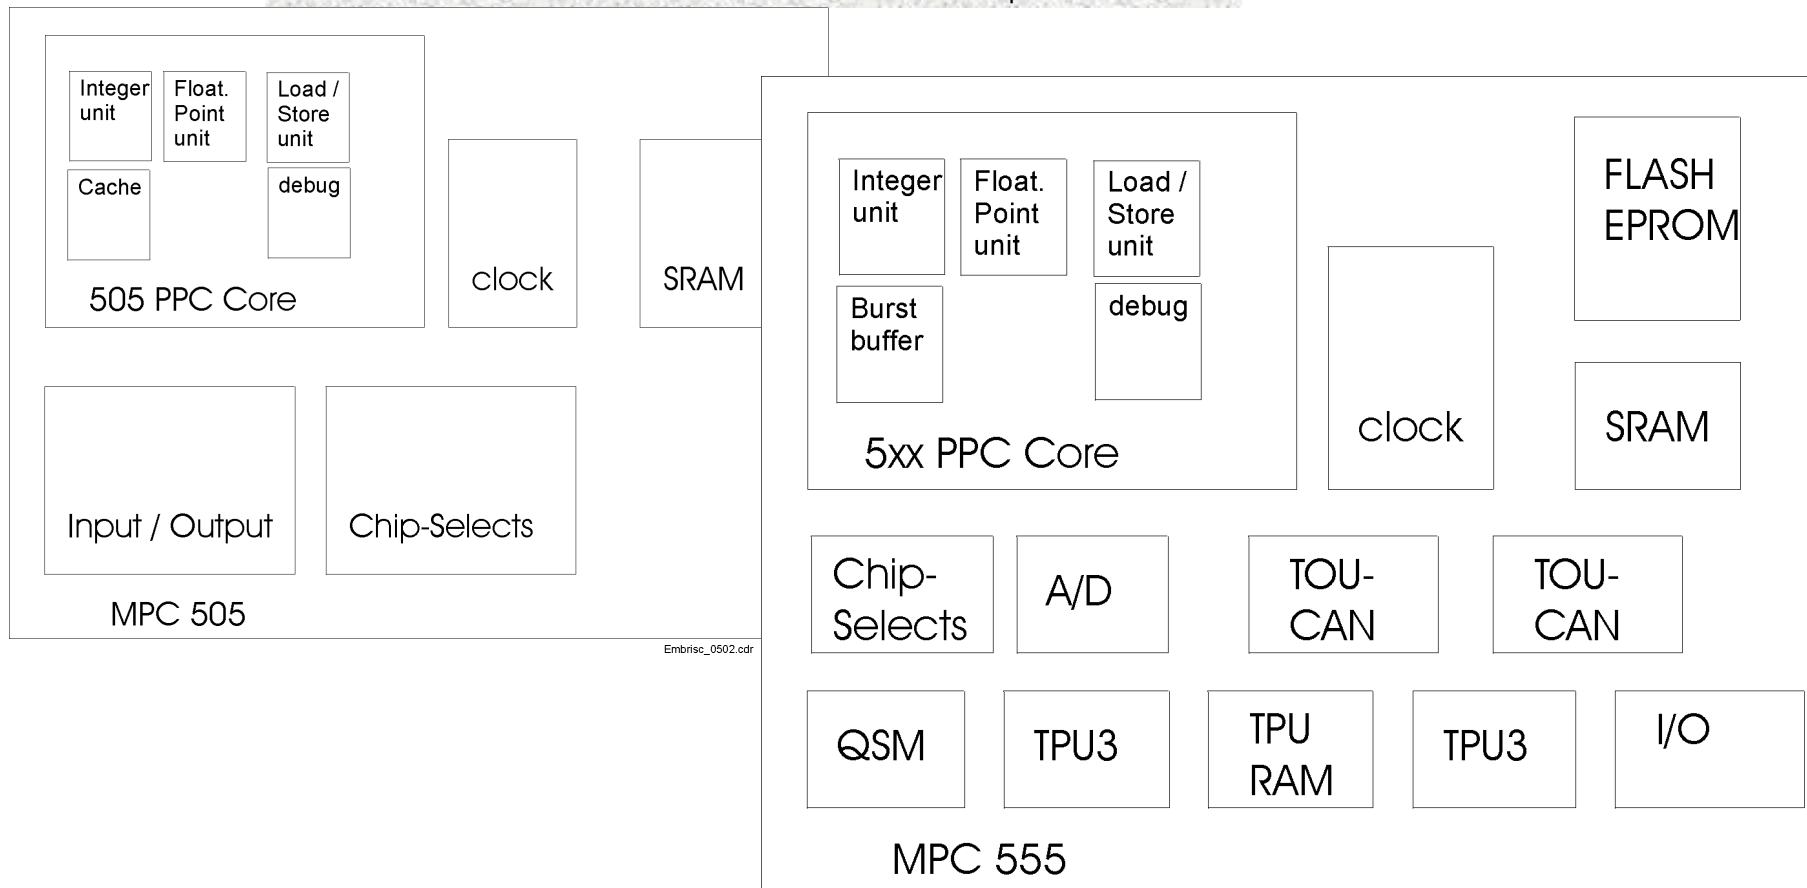 Integer
unit
Float.
Point
unit
Load /
Store
unit
Cache
debug
505 PPC Core
clock
SRAM
Input / Output
Chip-Selects
MPC 505
Embrisc_0502.cdr
Integer
unit
Float.
Point
unit
Load /
Store
unit
Burst
buffer
debug
5xx PPC Core
clock
FLASH
EPROM
SRAM
Chip-
Selects
A/D
TOU-
CAN
TOU-
CAN
QSM
TPU3
TPU
RAM
TPU3
I/O
MPC 555